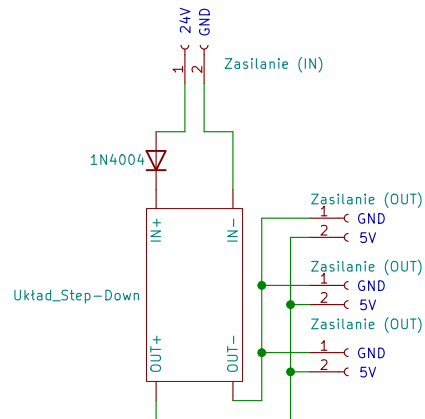 24V
GND
1
2
Zasilanie (IN)
1N4004
IN+
IN-
Układ_Step-Down
OUT+
OUT-
Zasilanie (OUT)
1 GND
2 5V
Zasilanie (OUT)
1 GND
2 5V
Zasilanie (OUT)
1 GND
2 5V